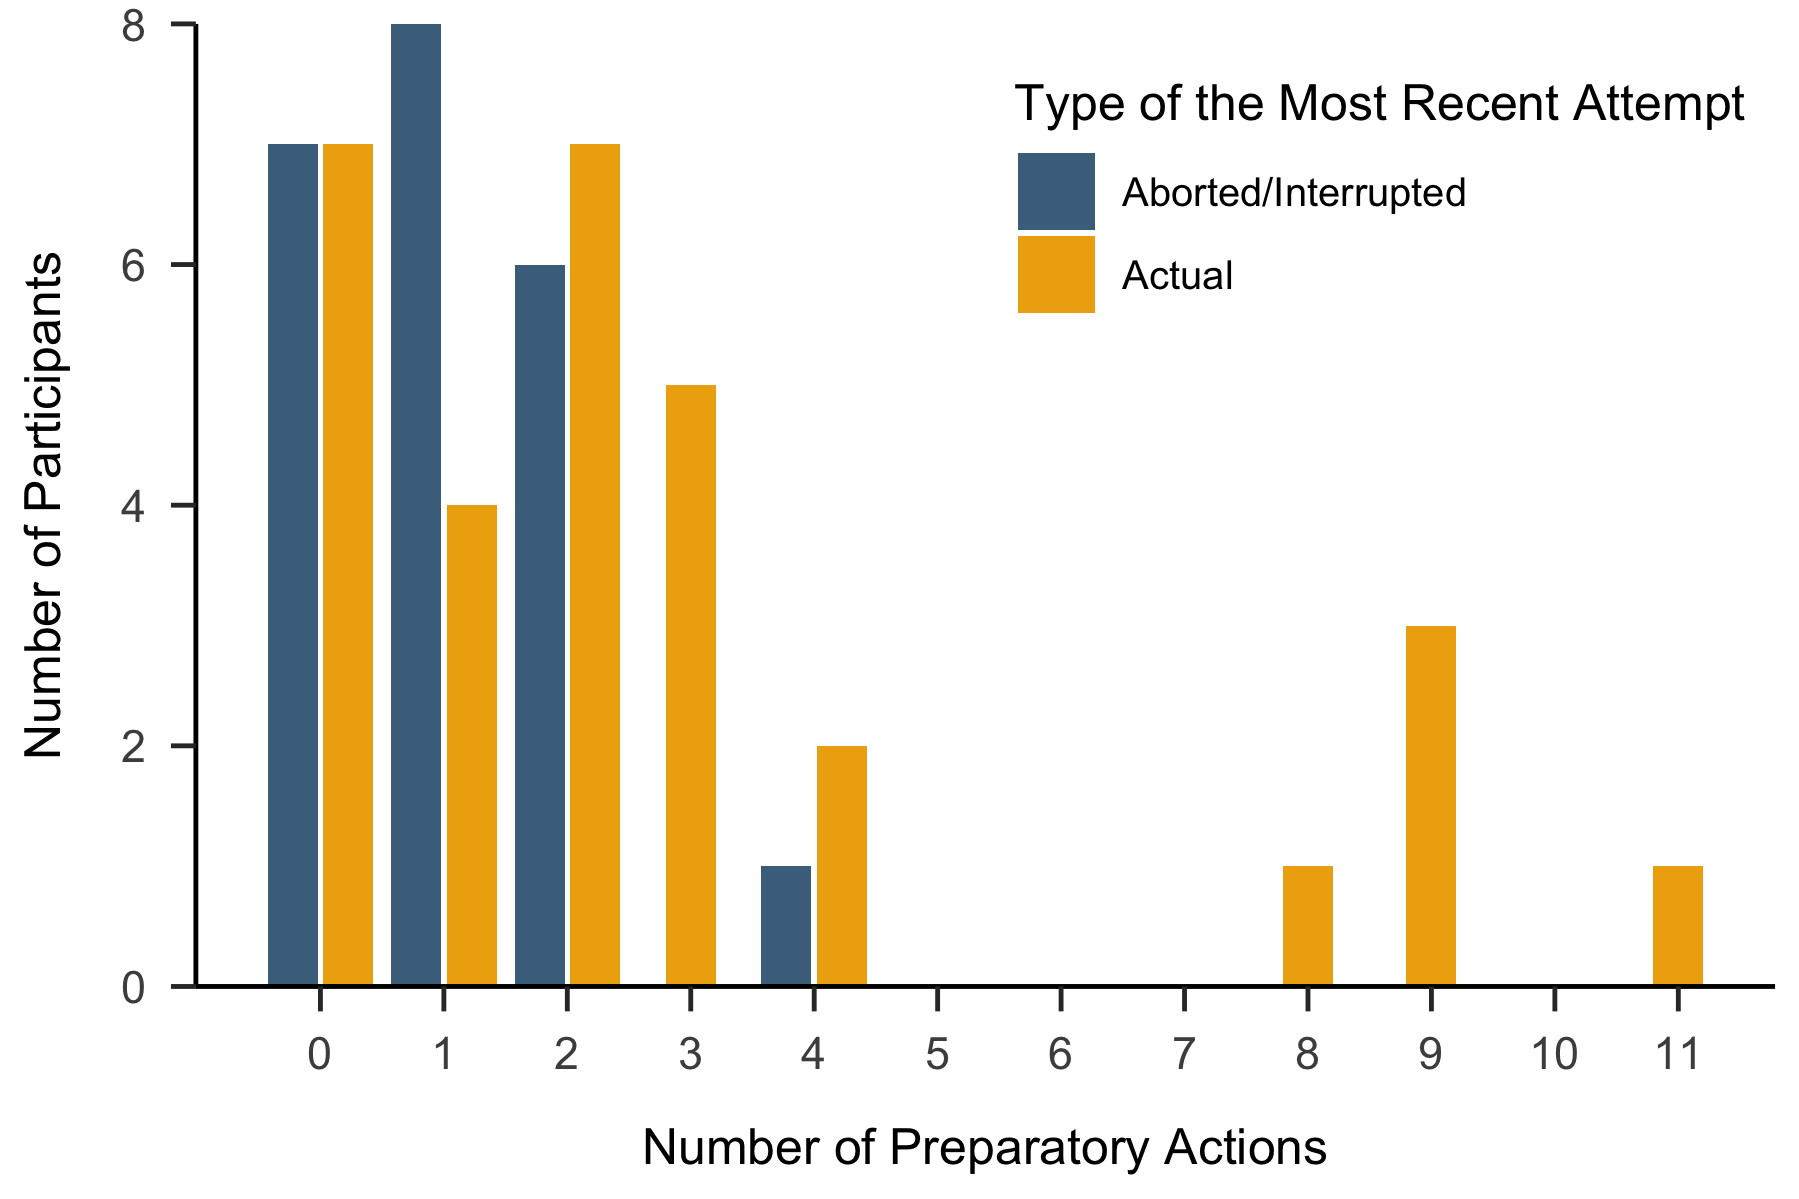 8
6
4
2
0
Number of Participants
Type of the Most Recent Attempt
Aborted/Interrupted
Actual
0 1 2 3 4 5 6 7 8 9 10 11
Number of Preparatory Actions